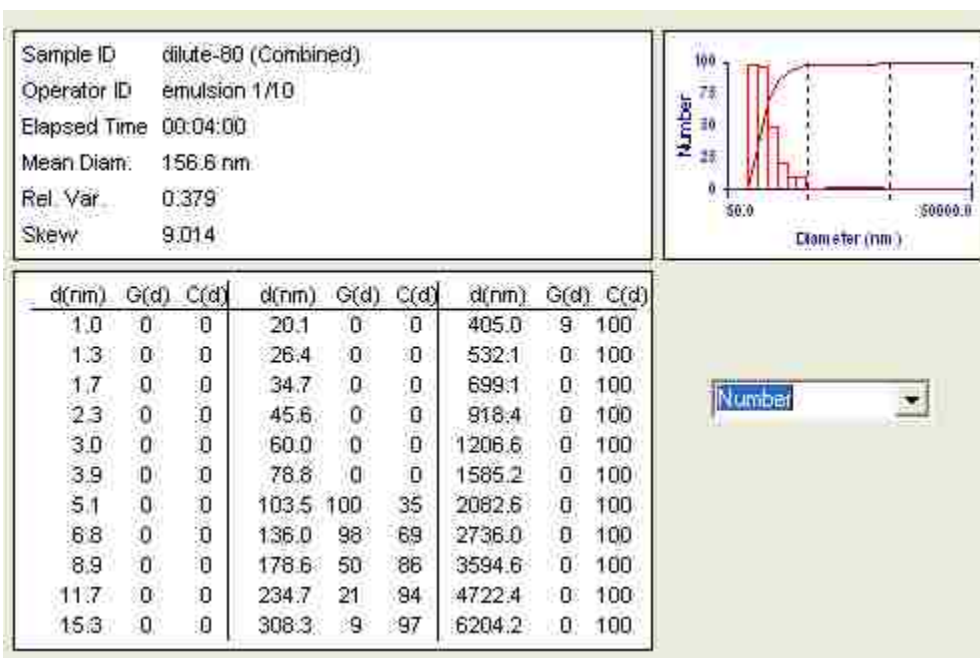 Sample ID dilute-80 (Combined)
Operator ID emulsion 1/10
Elapsed Time 00:04:00
Mean Diam. 156.6 nm
Rel. Var. 0.379
Skew 9.014
Number
100
75
50
25
0
50.0 50000.0
Diameter (nm)
d(nm) G(d) C(d) d(nm) G(d) C(d) d(nm) G(d) C(d)
1.0 0 0 20.1 0 0 405.0 9 100
1.3 0 0 26.4 0 0 532.1 0 100
1.7 0 0 34.7 0 0 699.1 0 100
2.3 0 0 45.6 0 0 918.4 0 100
3.0 0 0 60.0 0 0 1206.6 0 100
3.9 0 0 78.8 0 0 1585.2 0 100
5.1 0 0 103.5 100 35 2082.6 0 100
6.8 0 0 136.0 98 69 2736.0 0 100
8.9 0 0 178.6 50 86 3594.6 0 100
11.7 0 0 234.7 21 94 4722.4 0 100
15.3 0 0 308.3 9 97 6204.2 0 100
Number